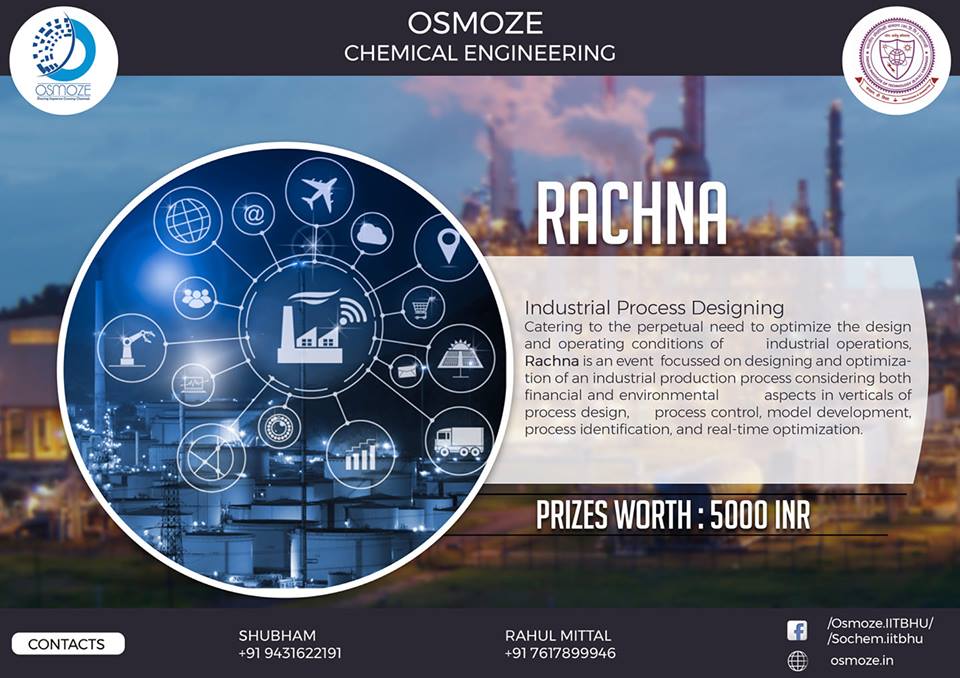 OSMOZE
CHEMICAL ENGINEERING
OSMOZE
RACHNA
Industrial Process Designing
Catering to the perpetual need to optimize the design
and operating conditions of industrial operations,
Rachna is an event focussed on designing and optimiza-
tion of an industrial production process considering both
financial and environmental aspects in verticals of
process design, process control, model development,
process identification, and real-time optimization.
PRIZES WORTH : 5000 INR
CONTACTS
SHUBHAM
+91 9431622191
RAHUL MITTAL
+91 7617899946
/Osmoze.IITBHU/
/Sochem.iitbhu
osmoze.in